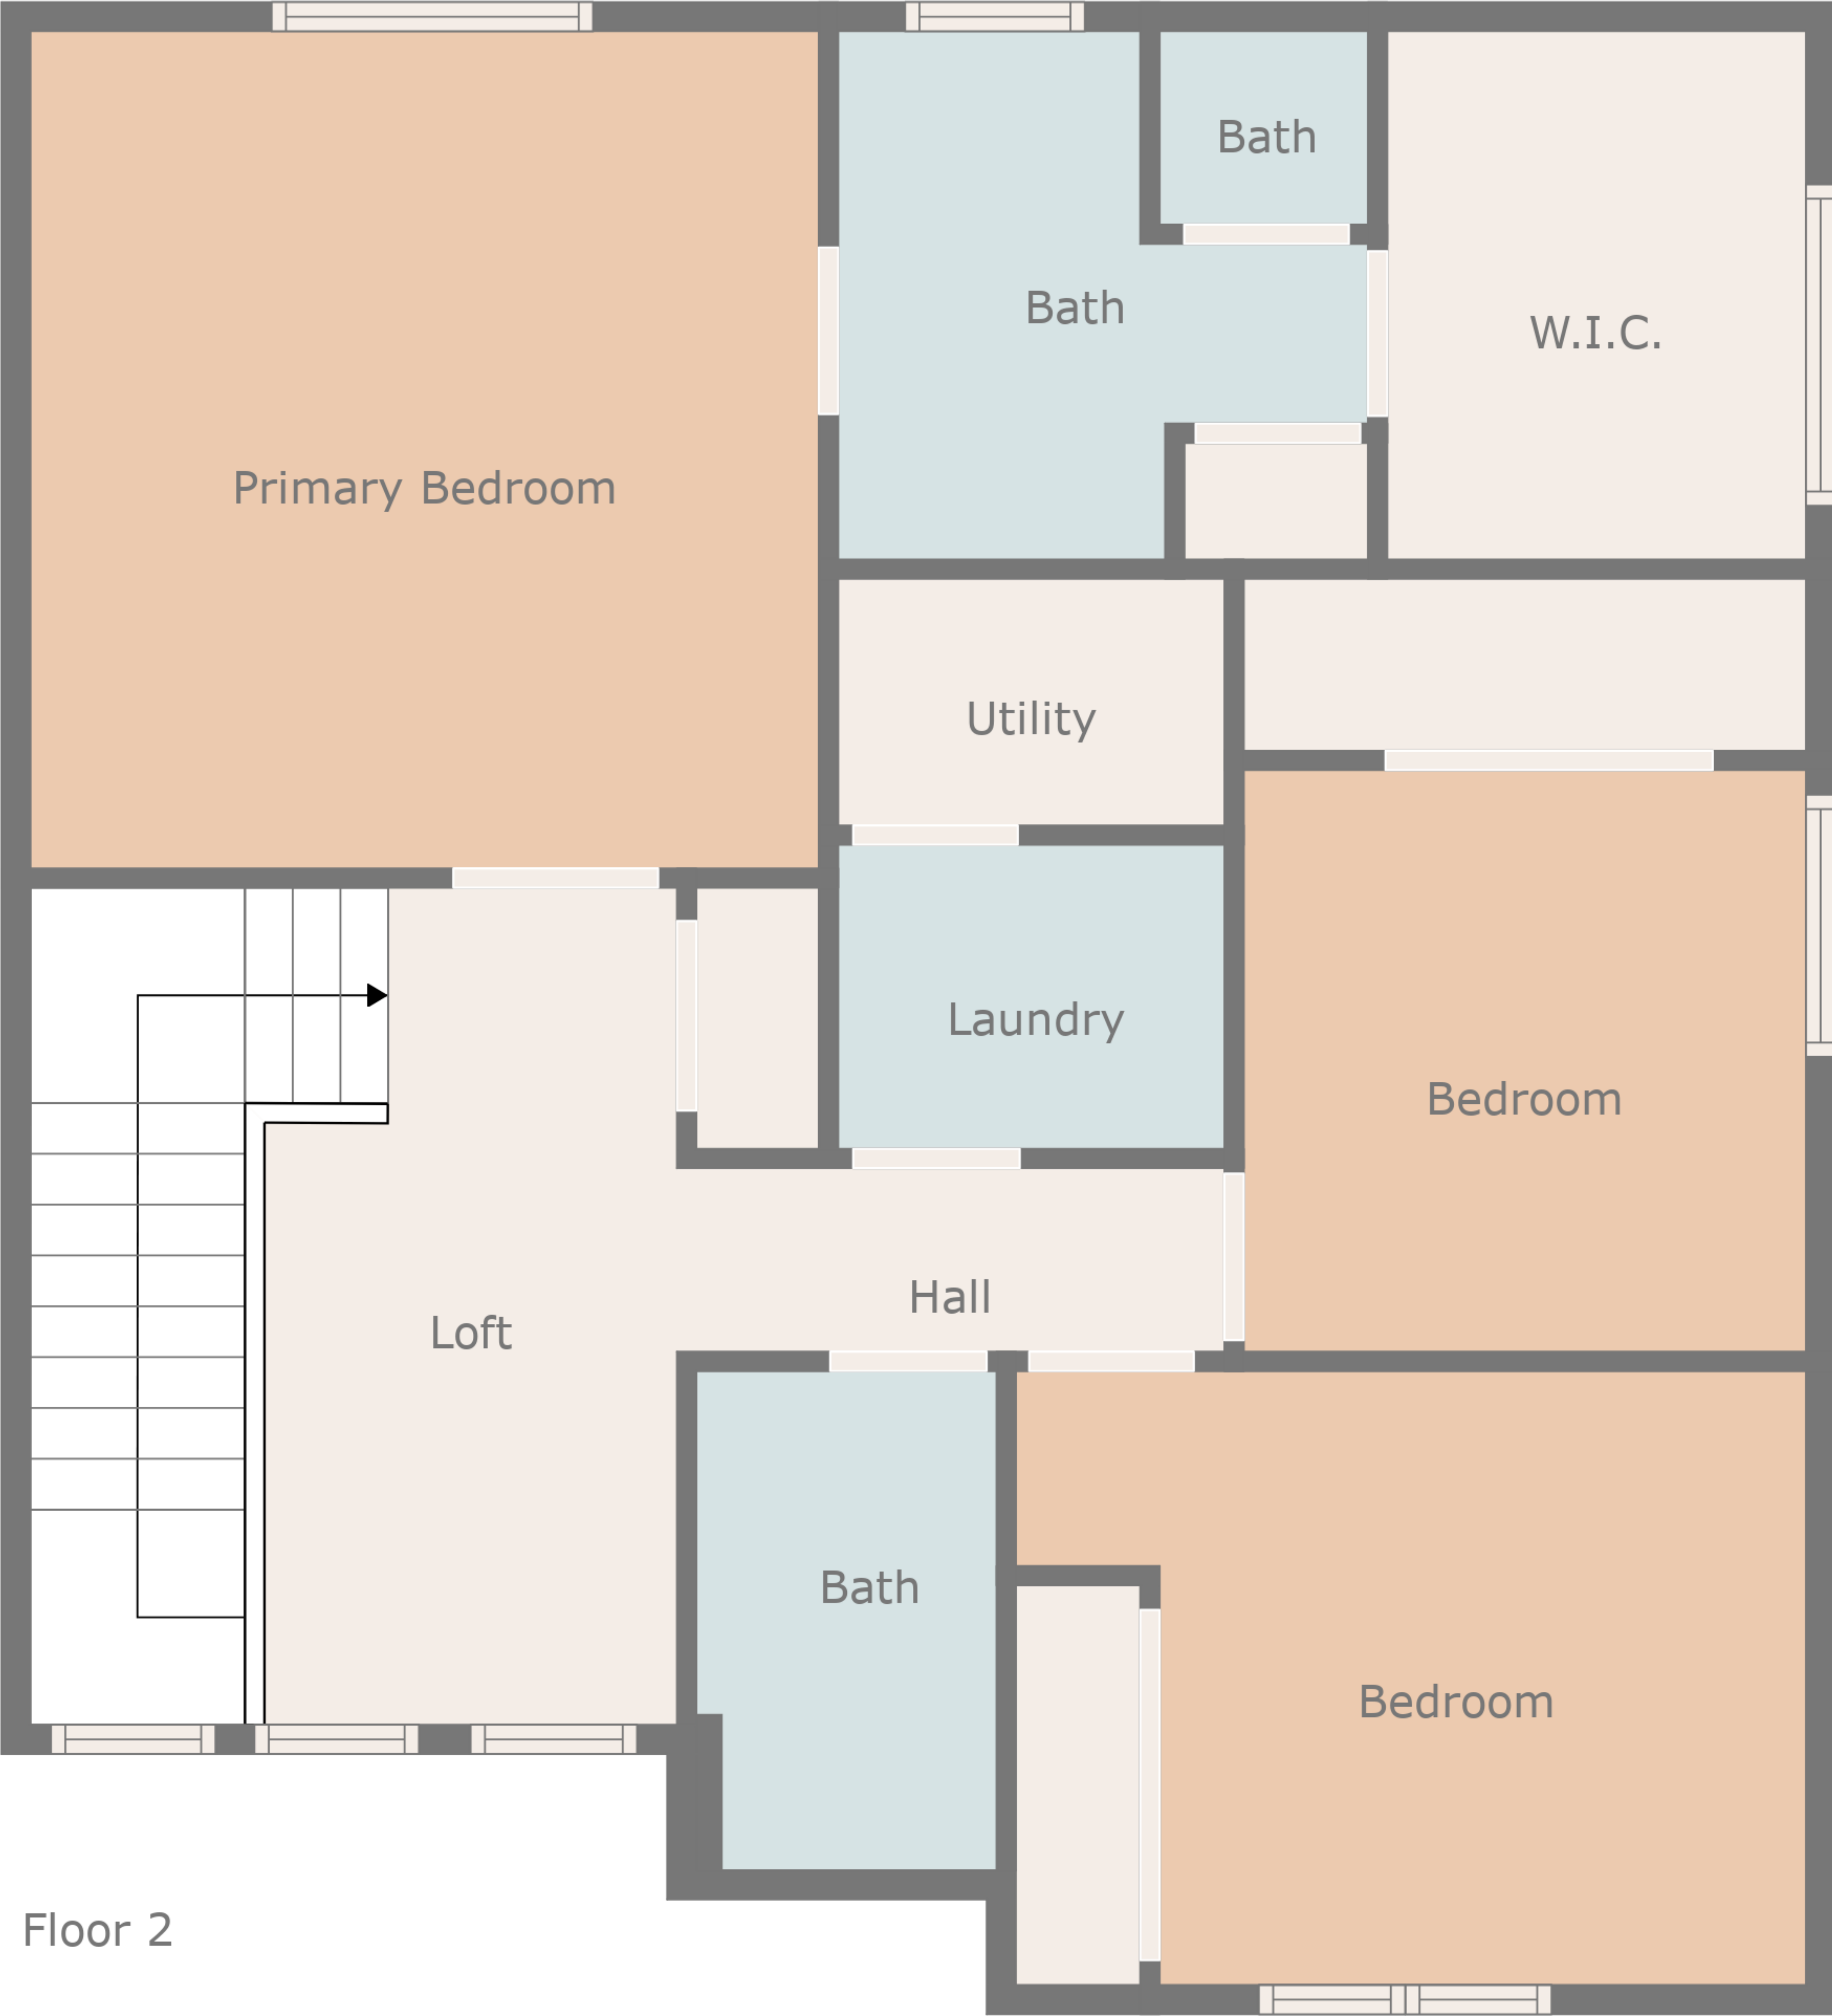 Bath
Bath
W.I.C.
Primary Bedroom
Utility
Laundry
Bedroom
Hall
Loft
Bath
Bedroom
Floor 2